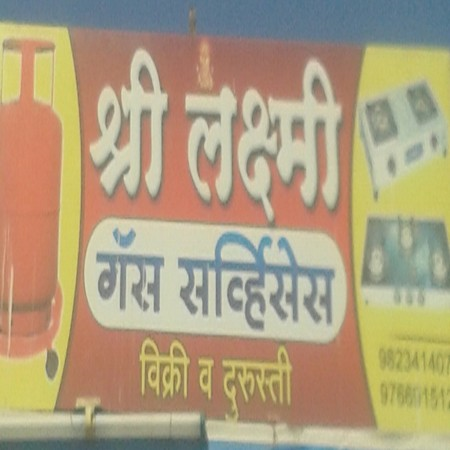 श्री लक्ष्मी
गॅस सर्व्हिसेस
विक्री व दुरुस्ती